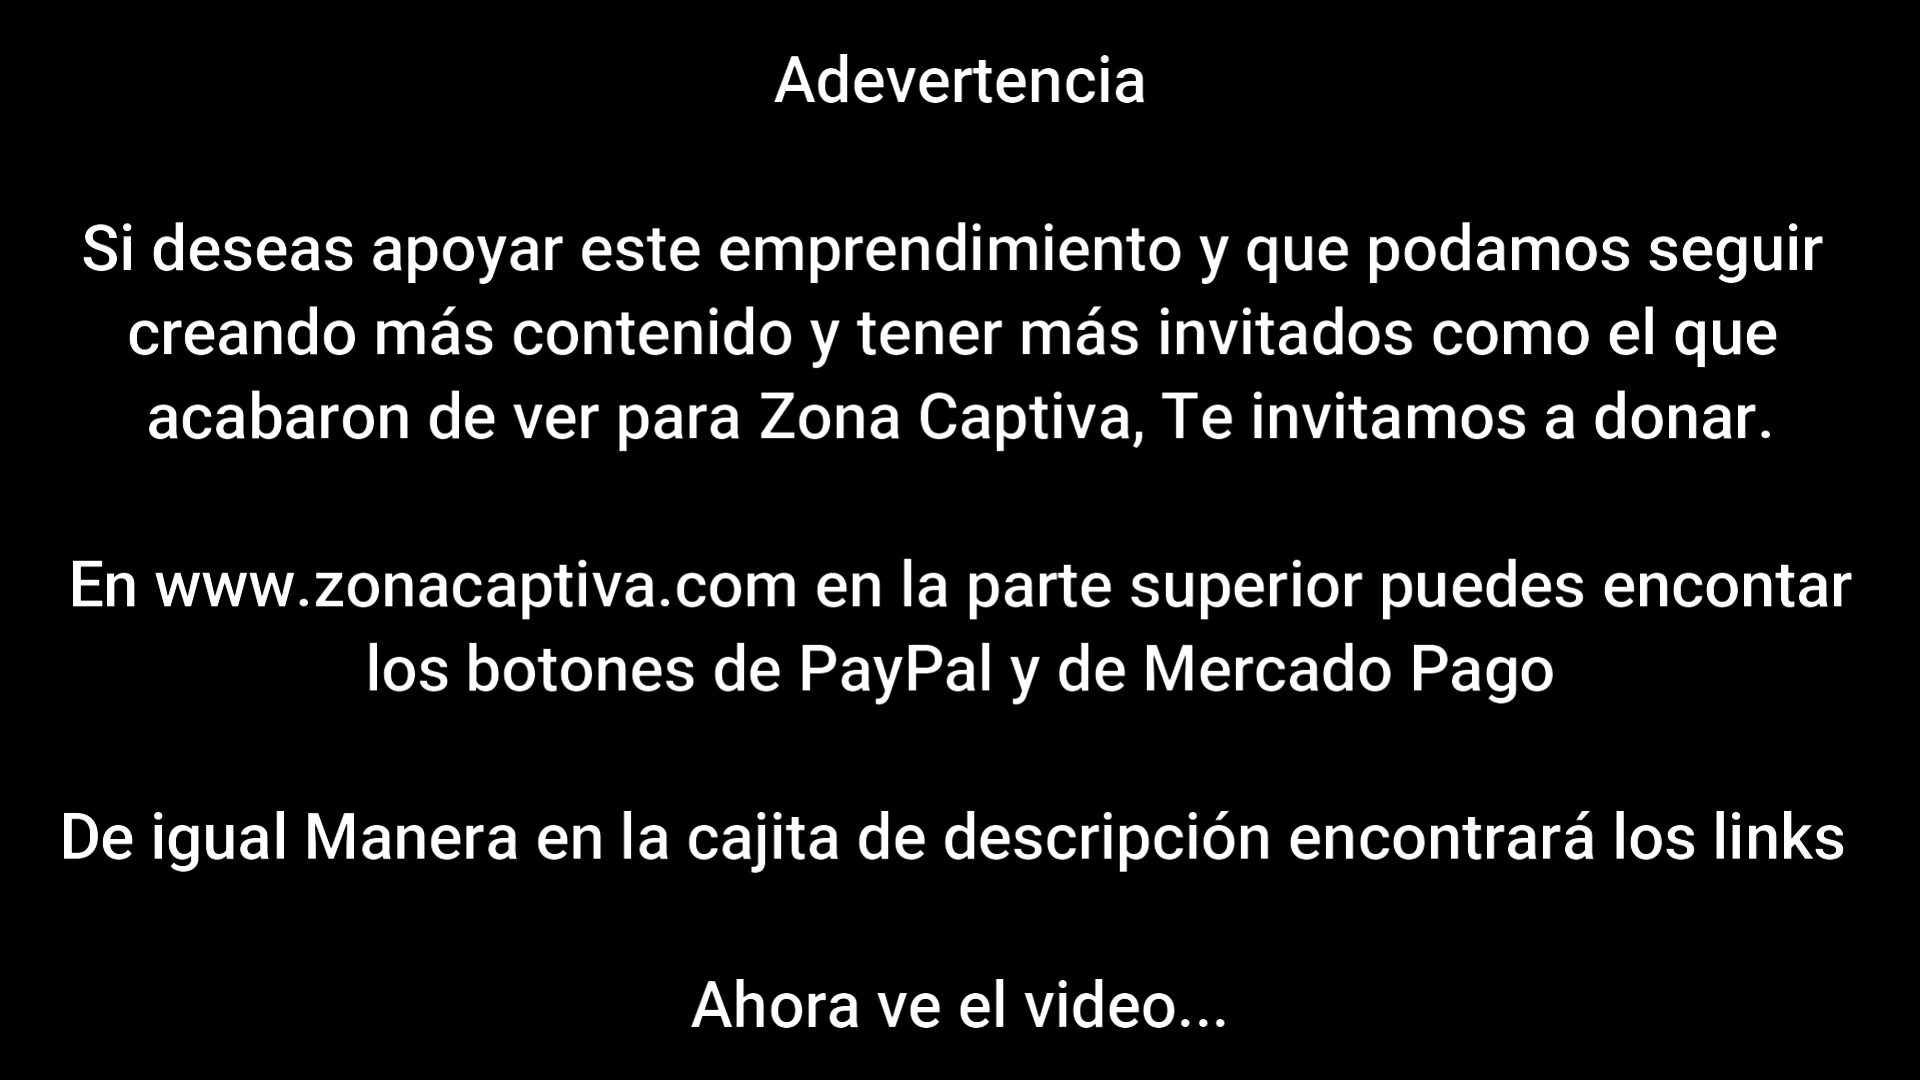 Adevertencia
Si deseas apoyar este emprendimiento y que podamos seguir
creando más contenido y tener más invitados como el que
acabaron de ver para Zona Captiva, Te invitamos a donar.
En www.zonacaptiva.com en la parte superior puedes encontar
los botones de PayPal y de Mercado Pago
De igual Manera en la cajita de descripción encontrará los links
Ahora ve el video...